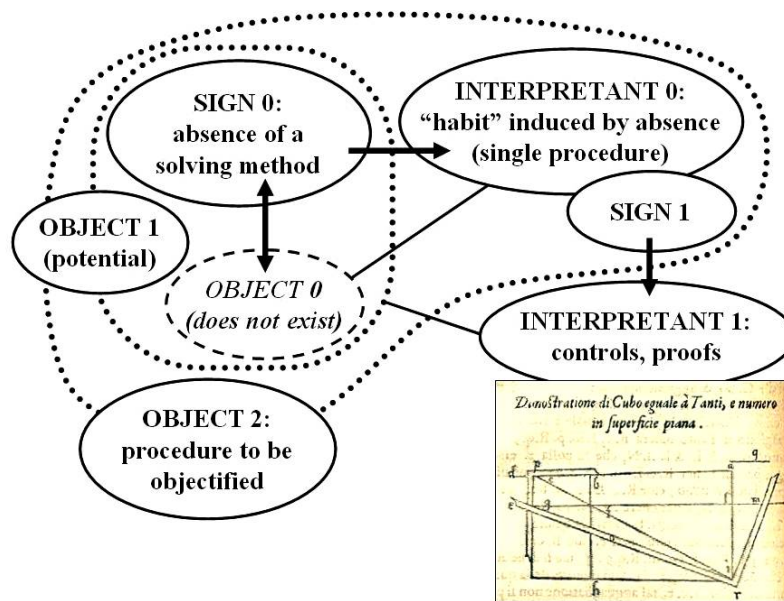 SIGN 0:
absence of a
solving method
INTERPRETANT 0:
“habit” induced by absence
(single procedure)
SIGN 1
OBJECT 1
(potential)
OBJECT 0
(does not exist)
INTERPRETANT 1:
controls, proofs
OBJECT 2:
procedure to be
objectified
Dimostratione di Cubo eguale à Tanti, e numero
in superficie piana.
q
d
p
b
a
e
g
f
l
m
o
i
h
r